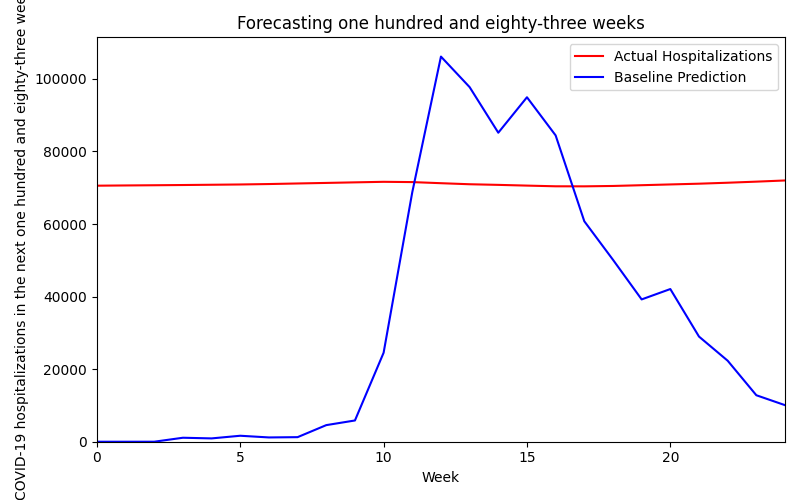 Forecasting one hundred and eighty-three weeks
Actual Hospitalizations
Baseline Prediction
100000
80000
60000
40000
20000
0
COVID-19 hospitalizations in the next one hundred and eighty-three
0 5 10 15 20
Week